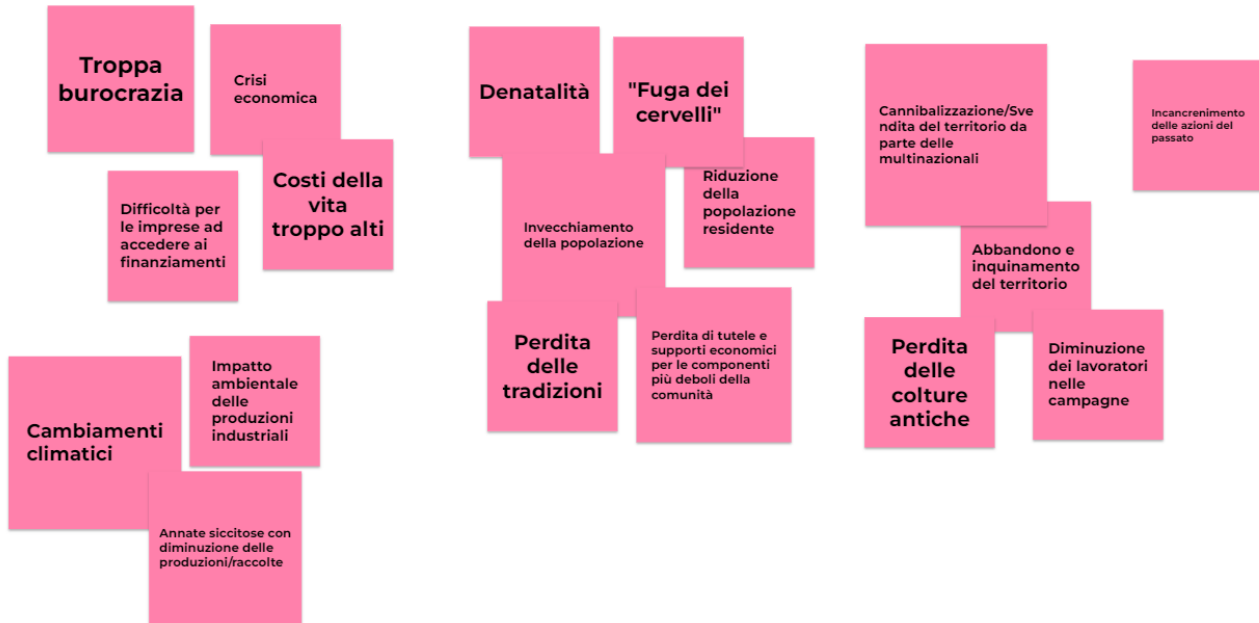 Troppa
burocrazia
Crisi
economica
Costi della
vita
troppo alti
Difficoltà per
le imprese ad
accedere ai
finanziamenti
Cambiamenti
climatici
Impatto
ambientale
delle
produzioni
industriali
Annate siccitose con
diminuzione delle
produzioni/raccolte
Denatalità
"Fuga dei
cervelli"
Invecchiamento
della popolazione
Riduzione
della
popolazione
residente
Perdita
delle
tradizioni
Perdita di tutele e
supporti economici
per le componenti
più deboli della
comunità
Cannibalizzazione/Sve
ndita del territorio da
parte delle
multinazionali
Incancrenimento
delle azioni del
passato
Abbandono e
inquinamento
del territorio
Perdita
delle
colture
antiche
Diminuzione
dei lavoratori
nelle
campagne